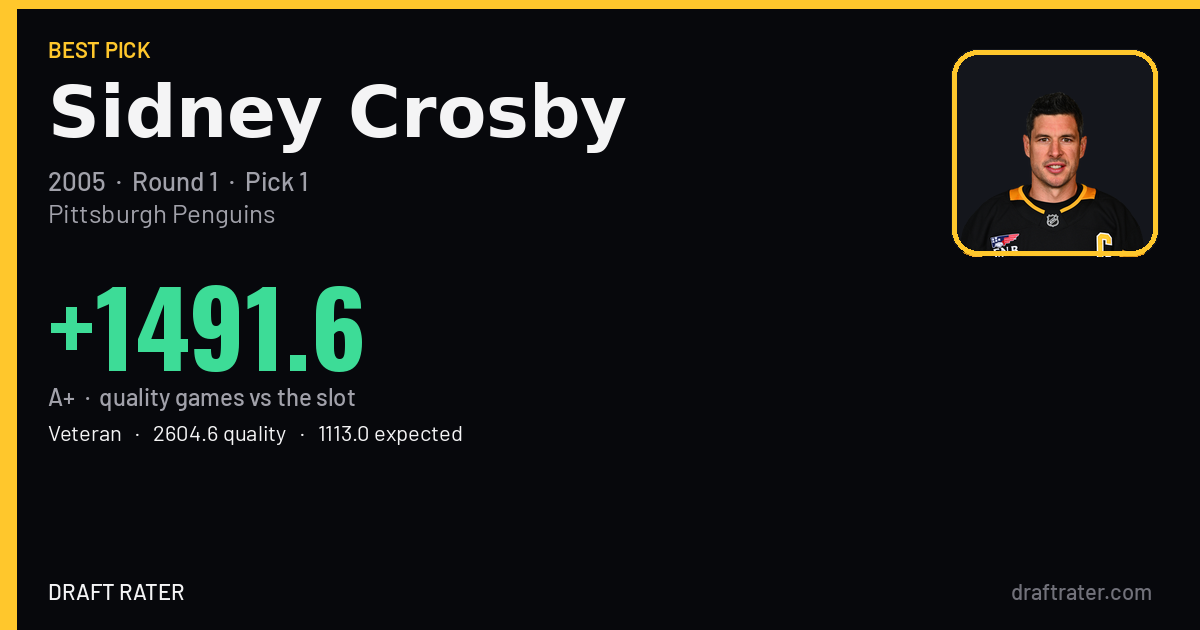 BEST PICK
Sidney Crosby
2005 · Round 1 · Pick 1
Pittsburgh Penguins
+1491.6
A+ · quality games vs the slot
Veteran · 2604.6 quality · 1113.0 expected
C
DRAFT RATER
draftrater.com